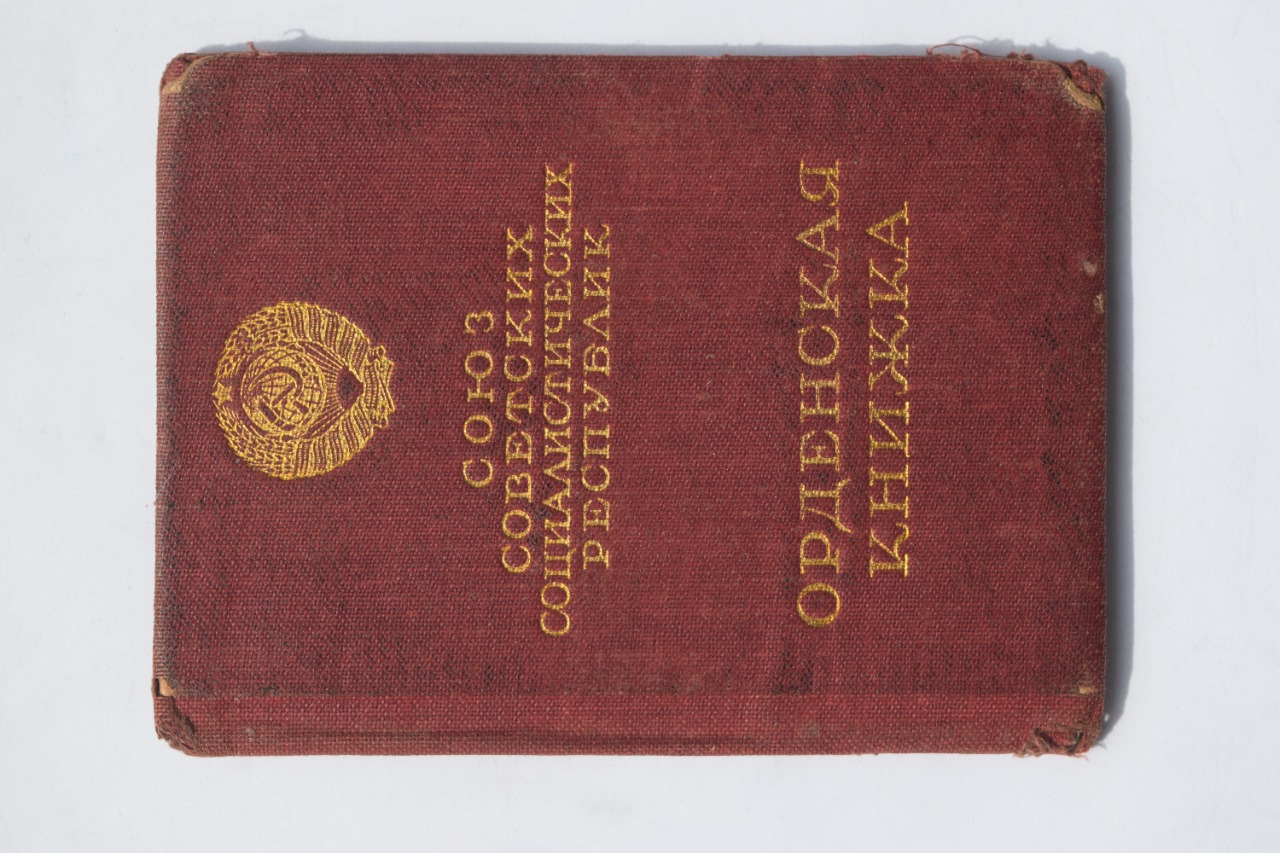 СОЮЗ
СОВЕТСКИХ
СОЦИАЛИСТИЧЕСКИХ
РЕСПУБЛИК
ОРДЕНСКАЯ
КНИЖКА